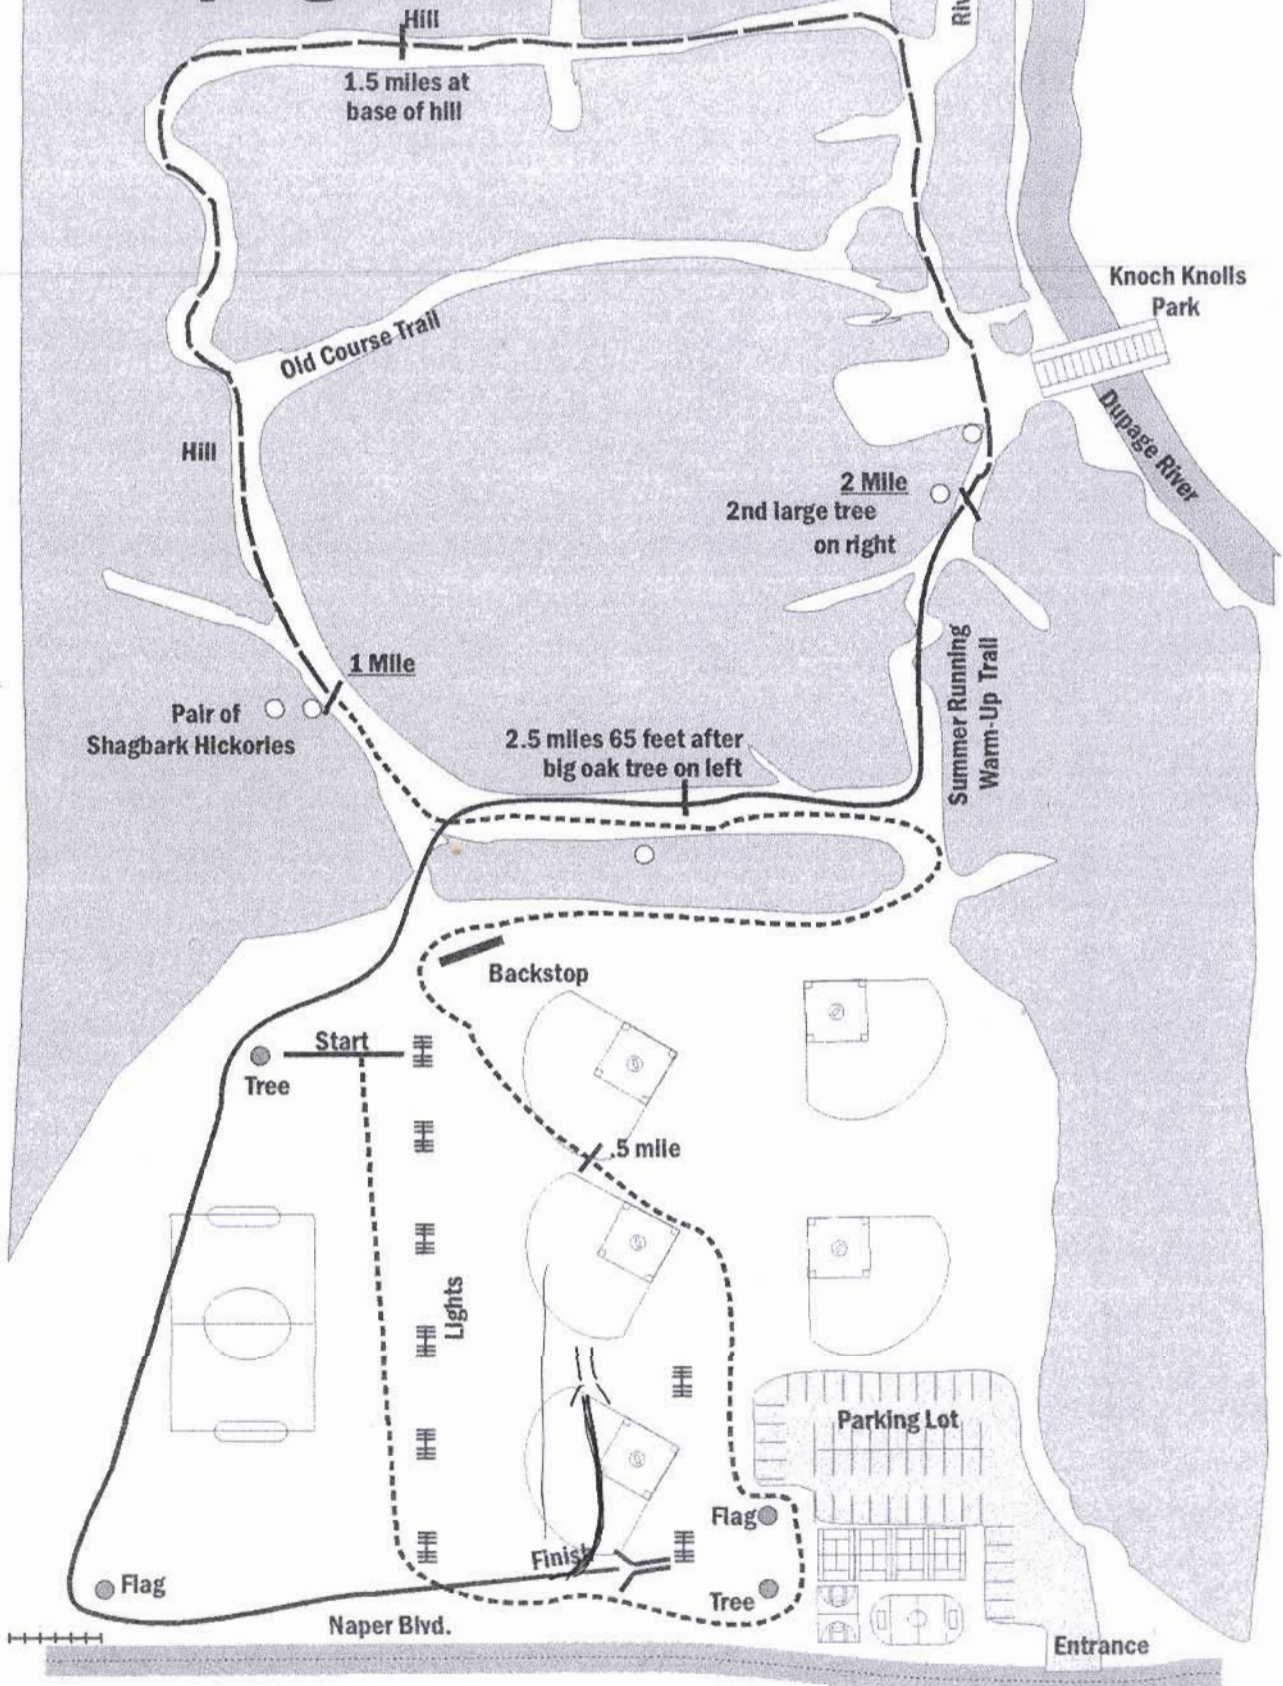 Hill
1.5 miles at
base of hill
Riv
Knoch Knolls
Park
Old Course Trail
Dupage River
Hill
2 Mile
2nd large tree
on right
Summer Running
Warm-Up Trail
1 Mile
Pair of
Shagbark Hickories
2.5 miles 65 feet after
big oak tree on left
Backstop
Start
Tree
.5 mile
Lights
Parking Lot
Flag
Finish
Flag
Tree
Naper Blvd.
Entrance